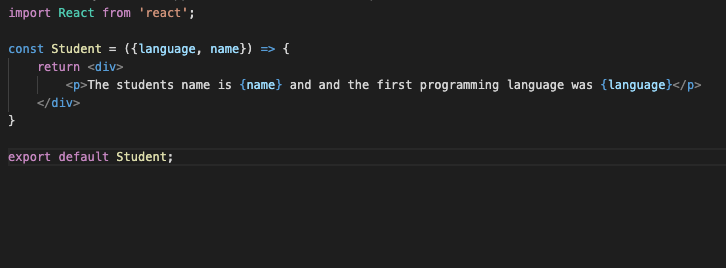 import React from 'react';
const Student = ({language, name}) => {
return <div>
<p>The students name is {name} and and the first programming language was {language}</p>
</div>
}
export default Student;